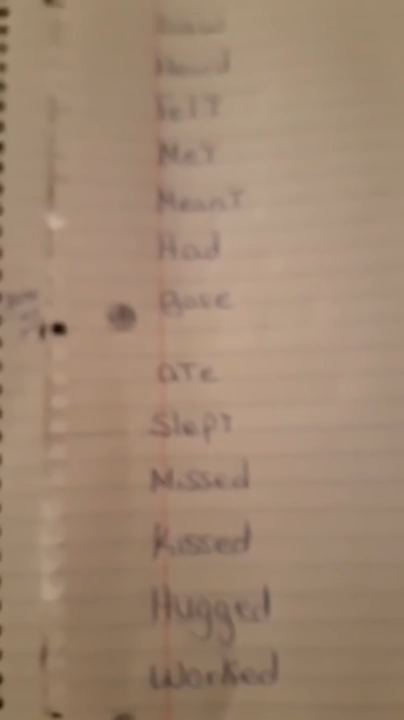 Heard
Felt
Met
Meant
Had
Gave
ate
Slept
Missed
Kissed
Hugged
Worked